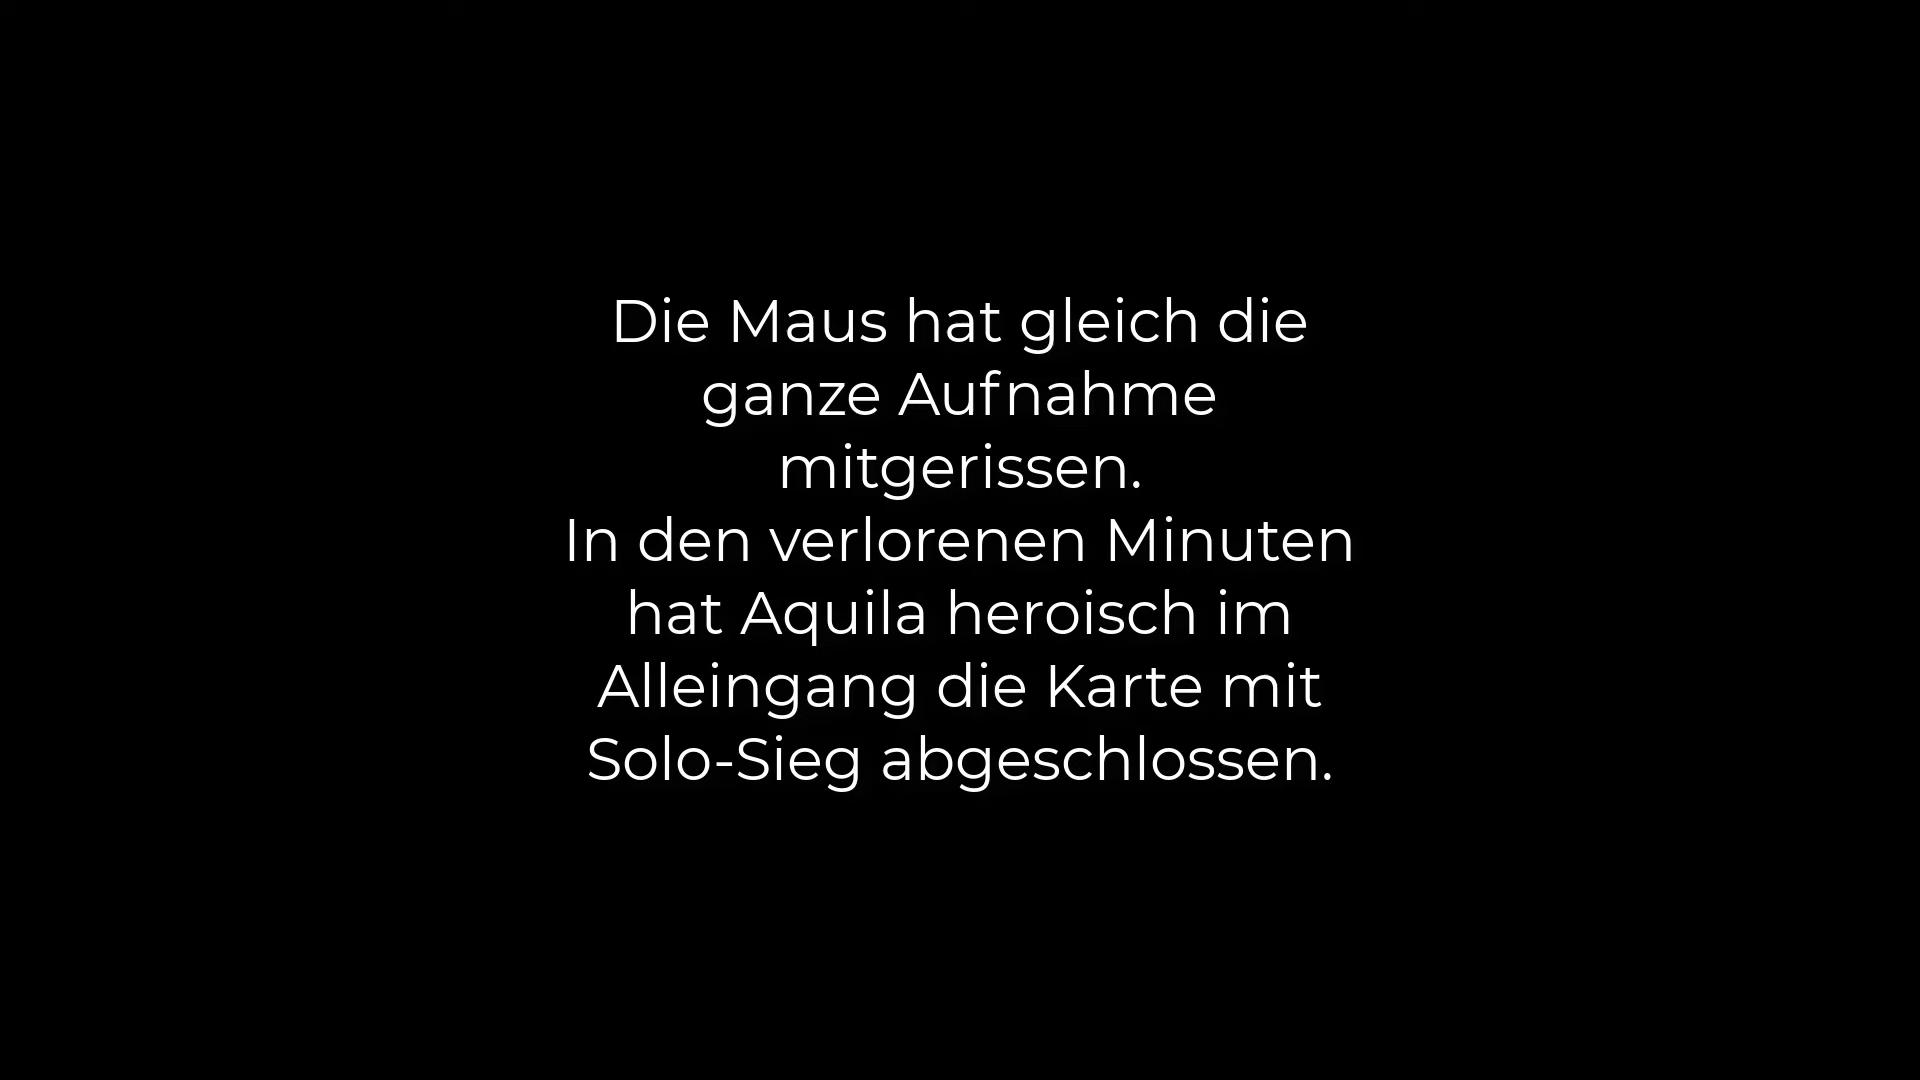 Die Maus hat gleich die
ganze Aufnahme
mitgerissen.
In den verlorenen Minuten
hat Aquila heroisch im
Alleingang die Karte mit
Solo-Sieg abgeschlossen.